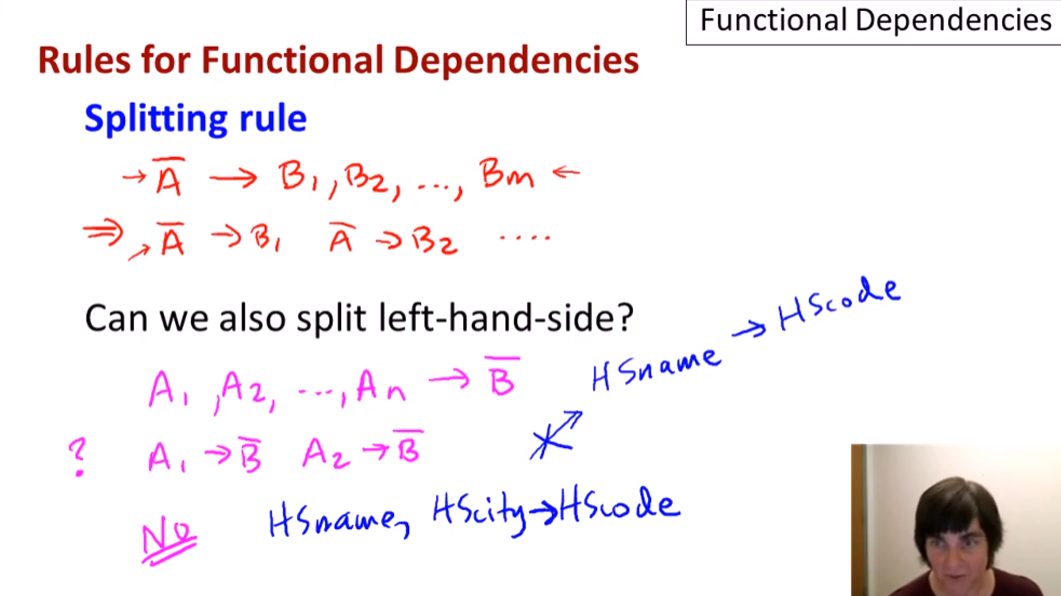 Functional Dependencies
Rules for Functional Dependencies
Splitting rule
→ A̅ → B₁, B₂, ..., Bm ←
⇒ → A̅ → B₁ A̅ → B₂ ....
Can we also split left-hand-side?
A₁, A₂, ..., An → B̅
? A₁ → B̅ A₂ → B̅
No
HSname, HScity → HScode
HSname → HScode